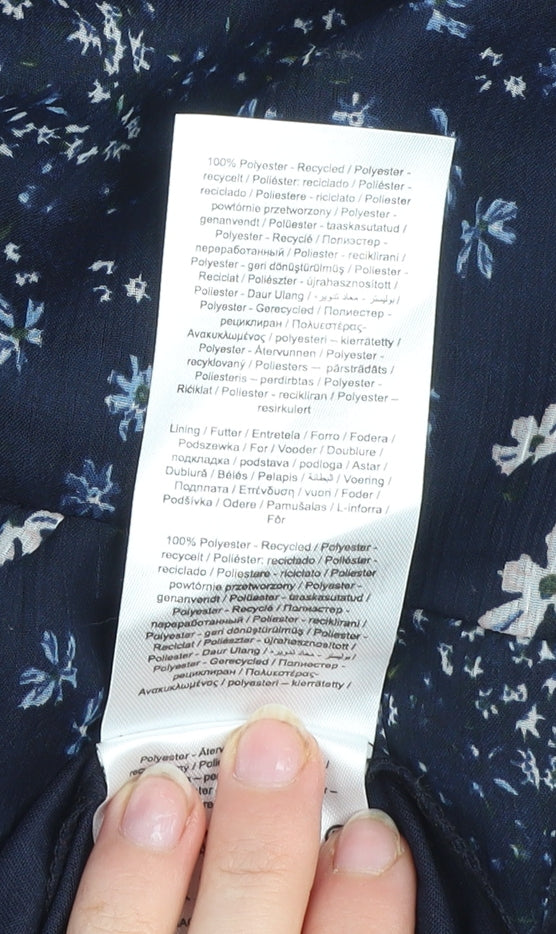 100% Polyester - Recycled / Polyester -
recycelt / Poliéster: reciclado / Poliéster -
reciclado / Poliestere - riciclato / Poliester
powtórnie przetworzony / Polyester -
genanvendt / Polüester - taaskasutatud /
Polyester - Recyclé / Полиэстер -
переработанный / Poliester - reciklirani /
Polyester - geri dönüştürülmüş / Poliester -
Reciclat / Poliészter - újrahasznosított /
Poliester - Daur Ulang / بوليستر - معاد تدويره /
Polyester - Gerecycled / Полиестер -
рециклиран / Πολυεστέρας-
Ανακυκλωμένος / polyesteri – kierrätetty /
Polyester - Átervunnen / Polyester -
recyklovaný / Poliesters – pārstrādāts /
Poliesteris – perdirbtas / Polyester -
Ričiklat / Poliester - recikliran / Polyester –
resirkulert
Lining / Futter / Entretela / Forro / Fodera /
Podszewka / For / Vooder / Doublure /
подкладка / podstava / podloga / Astar /
Dublură / Bélés / Pelapis / البطانة / Voering /
Подплата / Επένδυση / vuori / Foder /
Podšívka / Odere / Pamušalas / L-inforra /
Fôr
100% Polyester - Recycled / Polyester -
recycelt / Poliéster: reciclado / Poliéster -
reciclado / Poliestere - riciclato / Poliester
powtórnie przetworzony / Polyester -
genanvendt / Polüester - taaskasutatud /
Polyester - Recyclé / Полиэстер -
переработанный / Poliester - reciklirani /
Polyester - geri dönüştürülmüş / Poliester -
Reciclat / Poliészter - újrahasznosított /
Poliester - Daur Ulang / بوليستر - معاد تدويره /
Polyester - Gerecycled / Полиестер -
рециклиран / Πολυεστέρας-
Ανακυκλωμένος / polyesteri – kierrätetty /
Polyester -